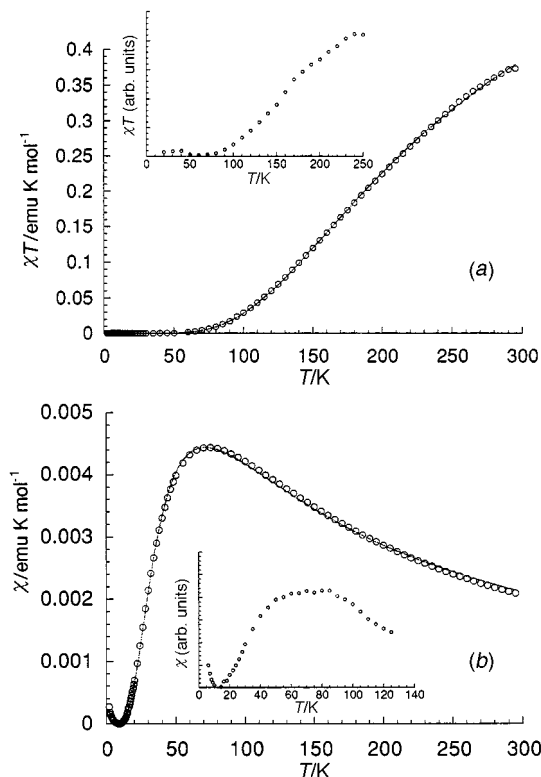 0.4
0.35
0.3
0.25
0.2
0.15
0.1
0.05
0
χT/emu K mol⁻¹
χT (arb. units)
0 50 100 150 200 250
T/K
(a)
0 50 100 150 200 250 300
T/K
0.005
0.004
0.003
0.002
0.001
0
χ/emu K mol⁻¹
χ (arb. units)
0 20 40 60 80 100 120 140
T/K
(b)
0 50 100 150 200 250 300
T/K